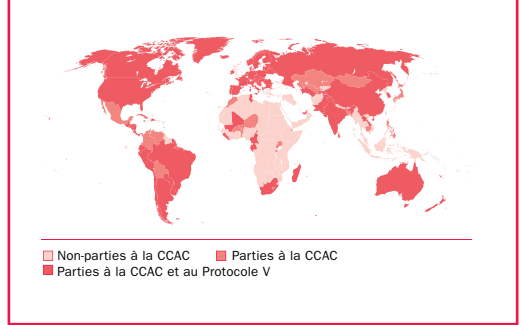 Non-parties à la CCAC Parties à la CCAC
Parties à la CCAC et au Protocole V